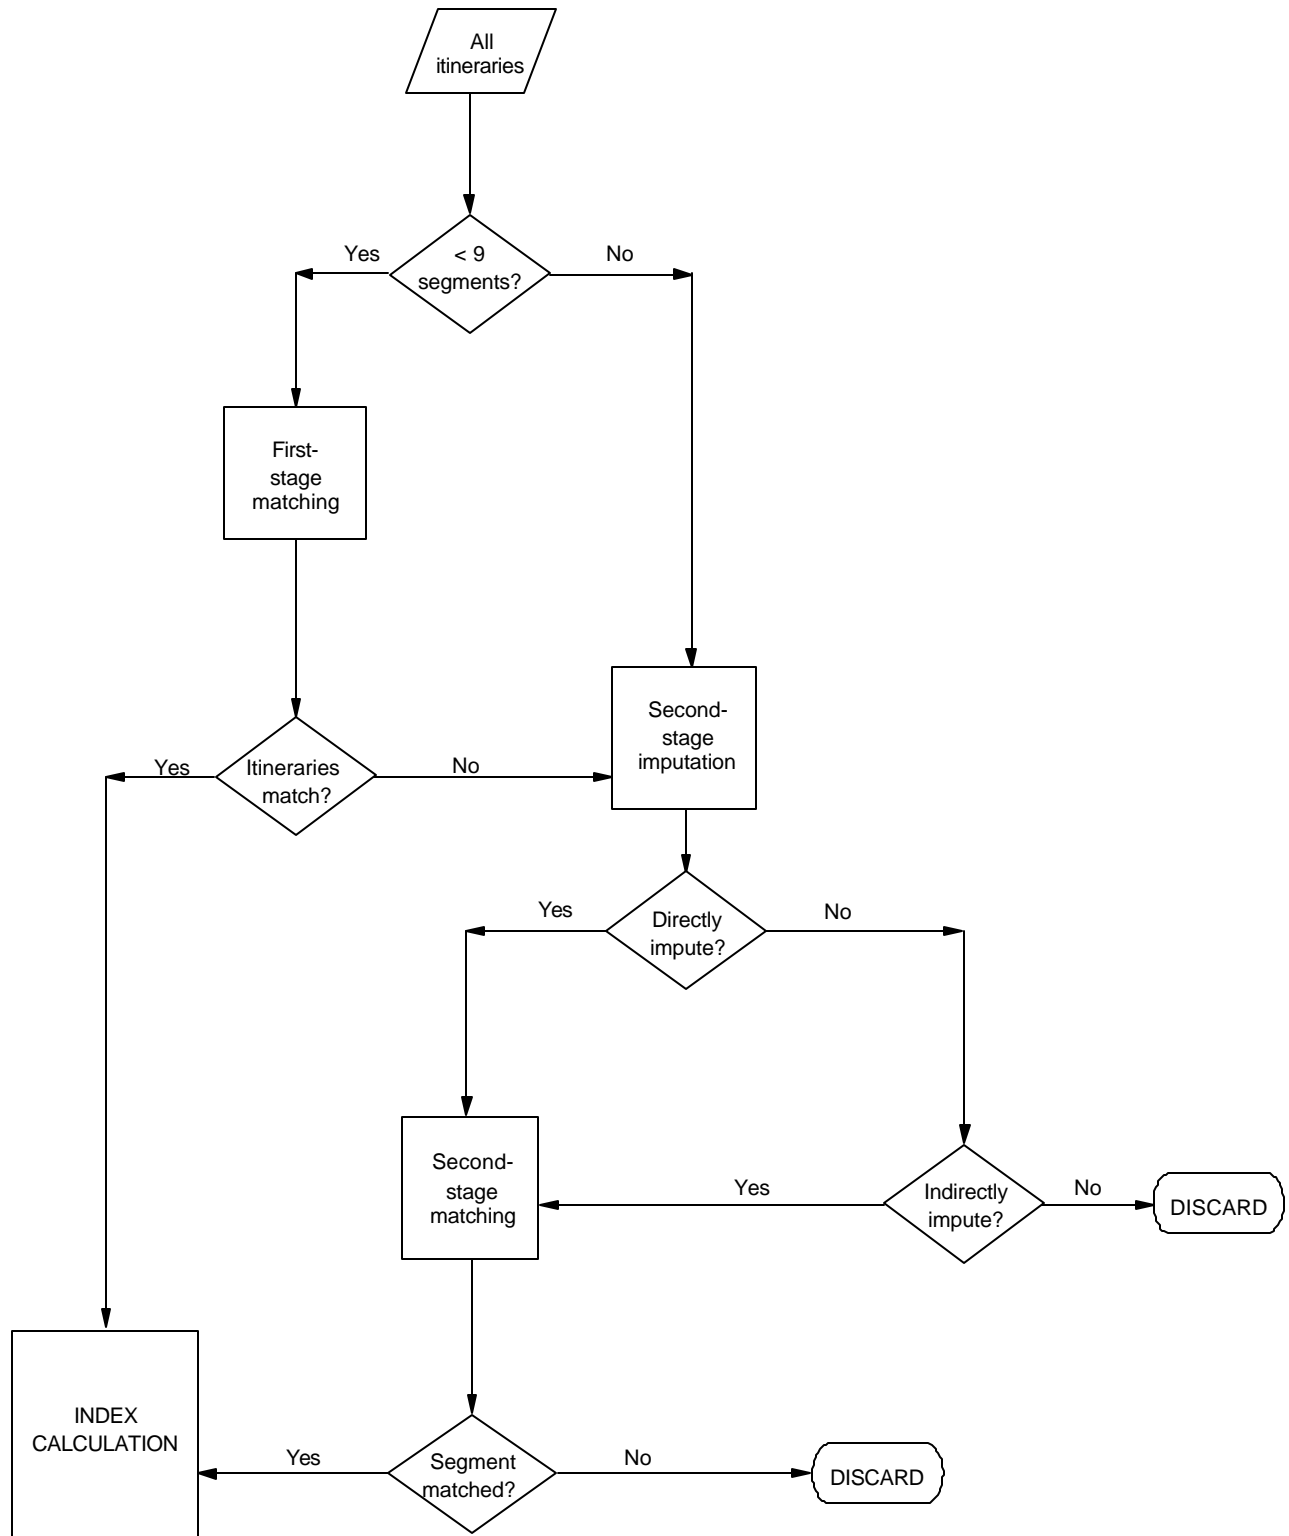 All
itineraries
Yes
< 9
segments?
No
First-
stage
matching
Second-
stage
imputation
Yes
Itineraries
match?
No
Yes
Directly
impute?
No
Second-
stage
matching
Yes
Indirectly
impute?
No
DISCARD
INDEX
CALCULATION
Yes
Segment
matched?
No
DISCARD